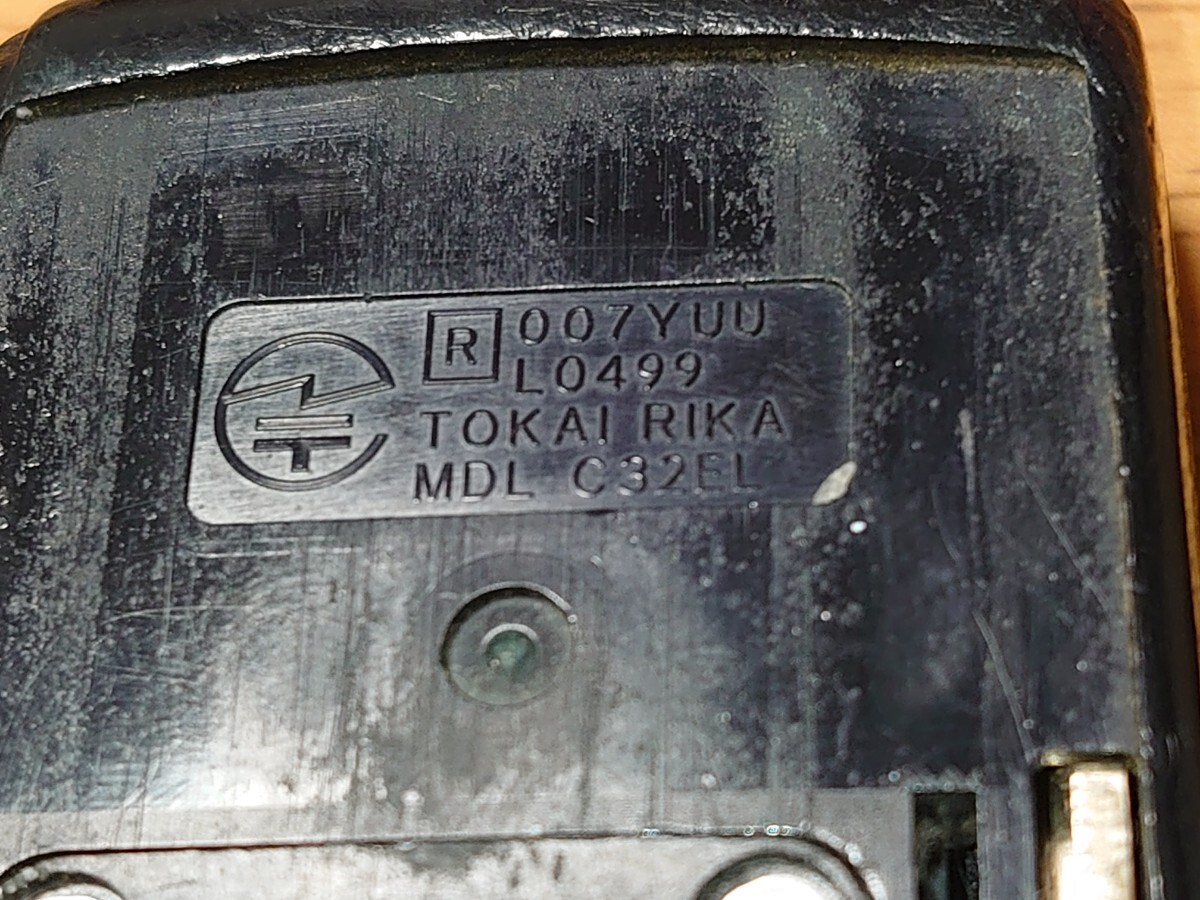 R 007YUU
L0499
TOKAI RIKA
MDL C32EL